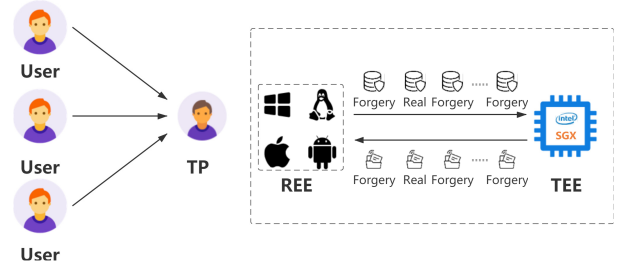 User
User
User
TP
REE
Forgery Real Forgery ..... Forgery
Forgery Real Forgery ..... Forgery
intel
SGX
TEE